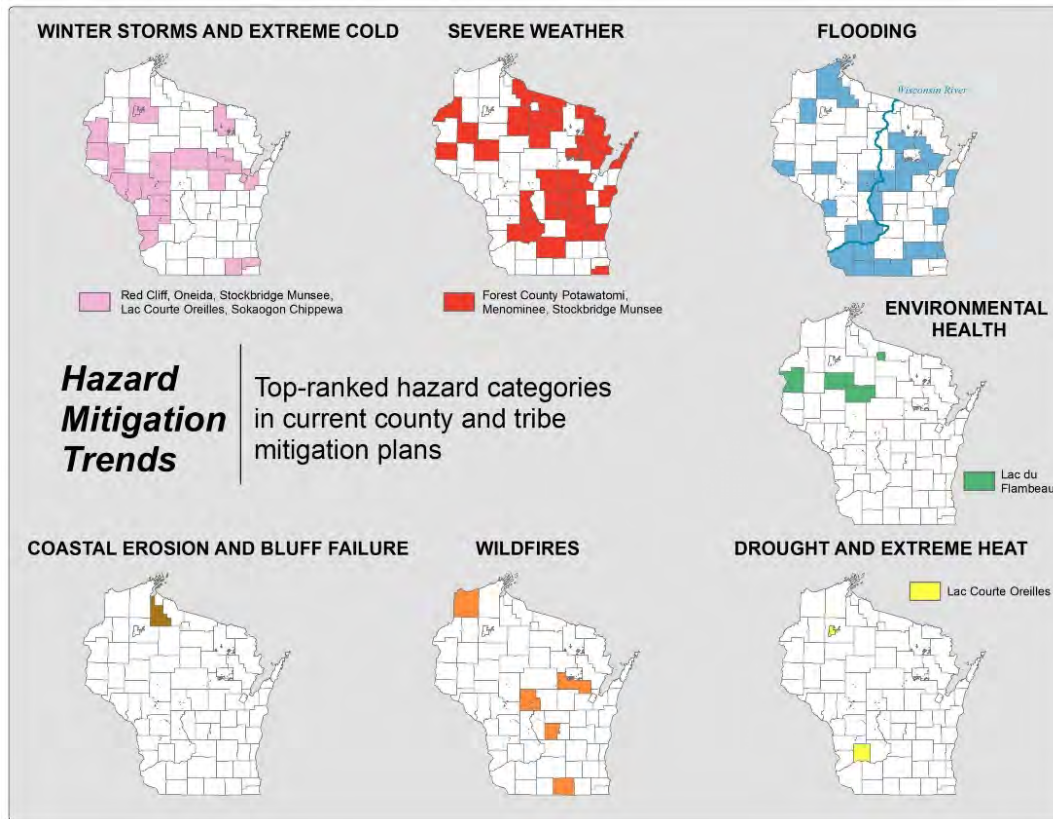 WINTER STORMS AND EXTREME COLD
SEVERE WEATHER
FLOODING
Wisconsin River
Red Cliff, Oneida, Stockbridge Munsee,
Lac Courte Oreilles, Sokaogon Chippewa
Forest County Potawatomi,
Menominee, Stockbridge Munsee
ENVIRONMENTAL
HEALTH
Hazard
Mitigation
Trends
Top-ranked hazard categories
in current county and tribe
mitigation plans
Lac du
Flambeau
COASTAL EROSION AND BLUFF FAILURE
WILDFIRES
DROUGHT AND EXTREME HEAT
Lac Courte Oreilles